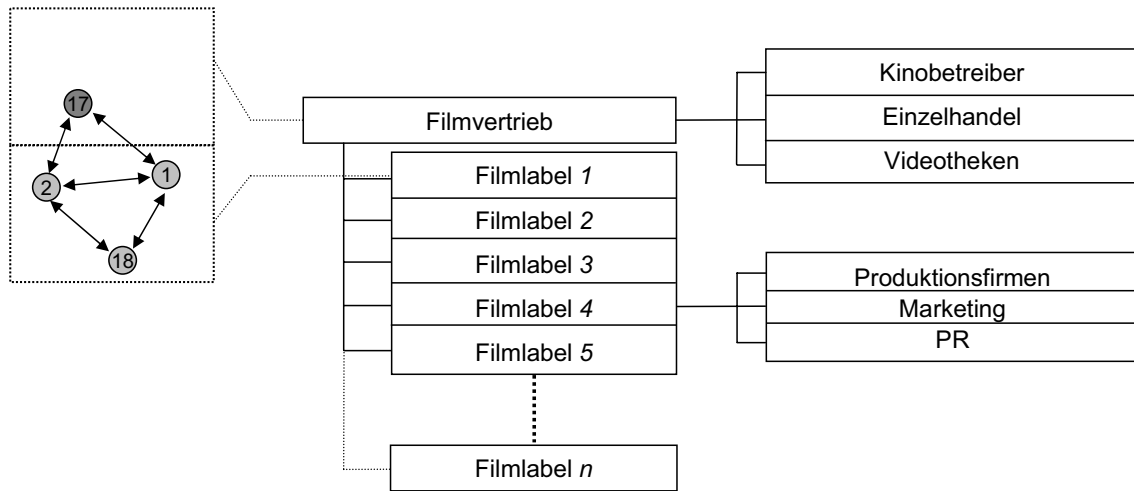 17
2
1
18
Filmvertrieb
Filmlabel 1
Filmlabel 2
Filmlabel 3
Filmlabel 4
Filmlabel 5
Filmlabel n
Kinobetreiber
Einzelhandel
Videotheken
Produktionsfirmen
Marketing
PR